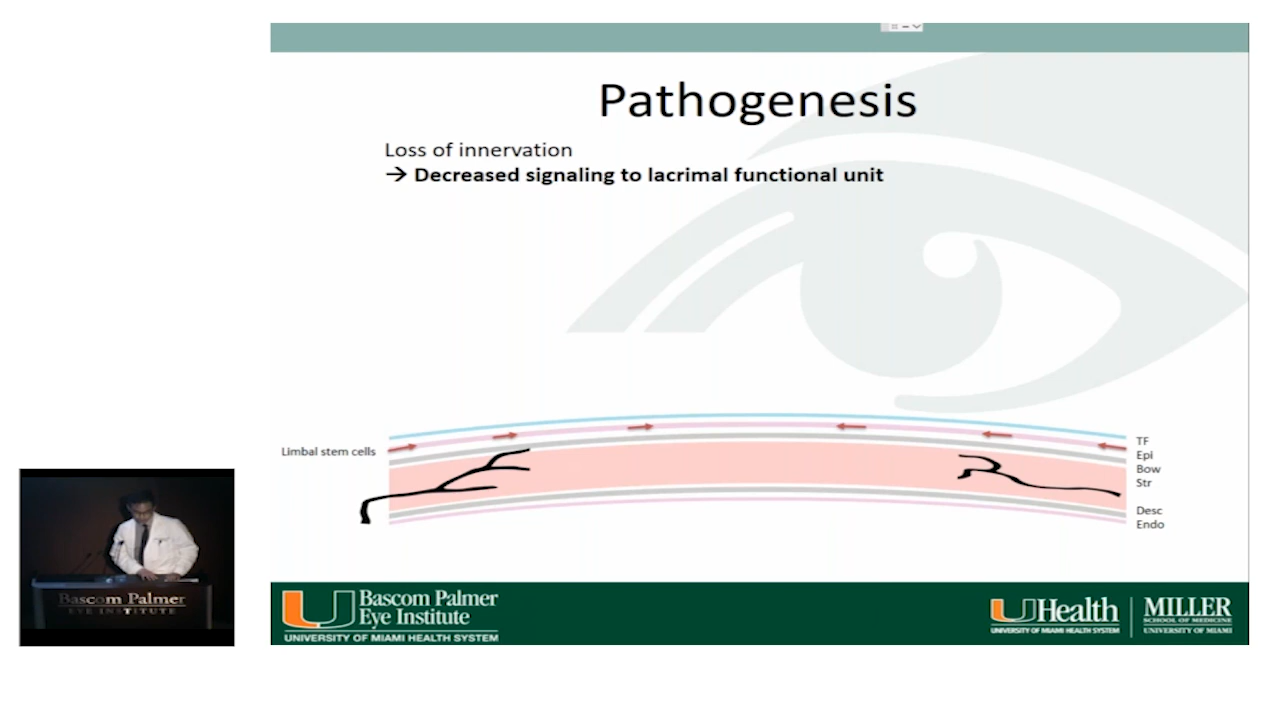 Pathogenesis
Loss of innervation
→ Decreased signaling to lacrimal functional unit
Limbal stem cells
TF
Epi
Bow
Str
Desc
Endo
Bascom Palmer
EYE INSTITUTE
Bascom Palmer
Eye Institute
UNIVERSITY OF MIAMI HEALTH SYSTEM
UHealth
UNIVERSITY OF MIAMI HEALTH SYSTEM
MILLER
SCHOOL OF MEDICINE
UNIVERSITY OF MIAMI